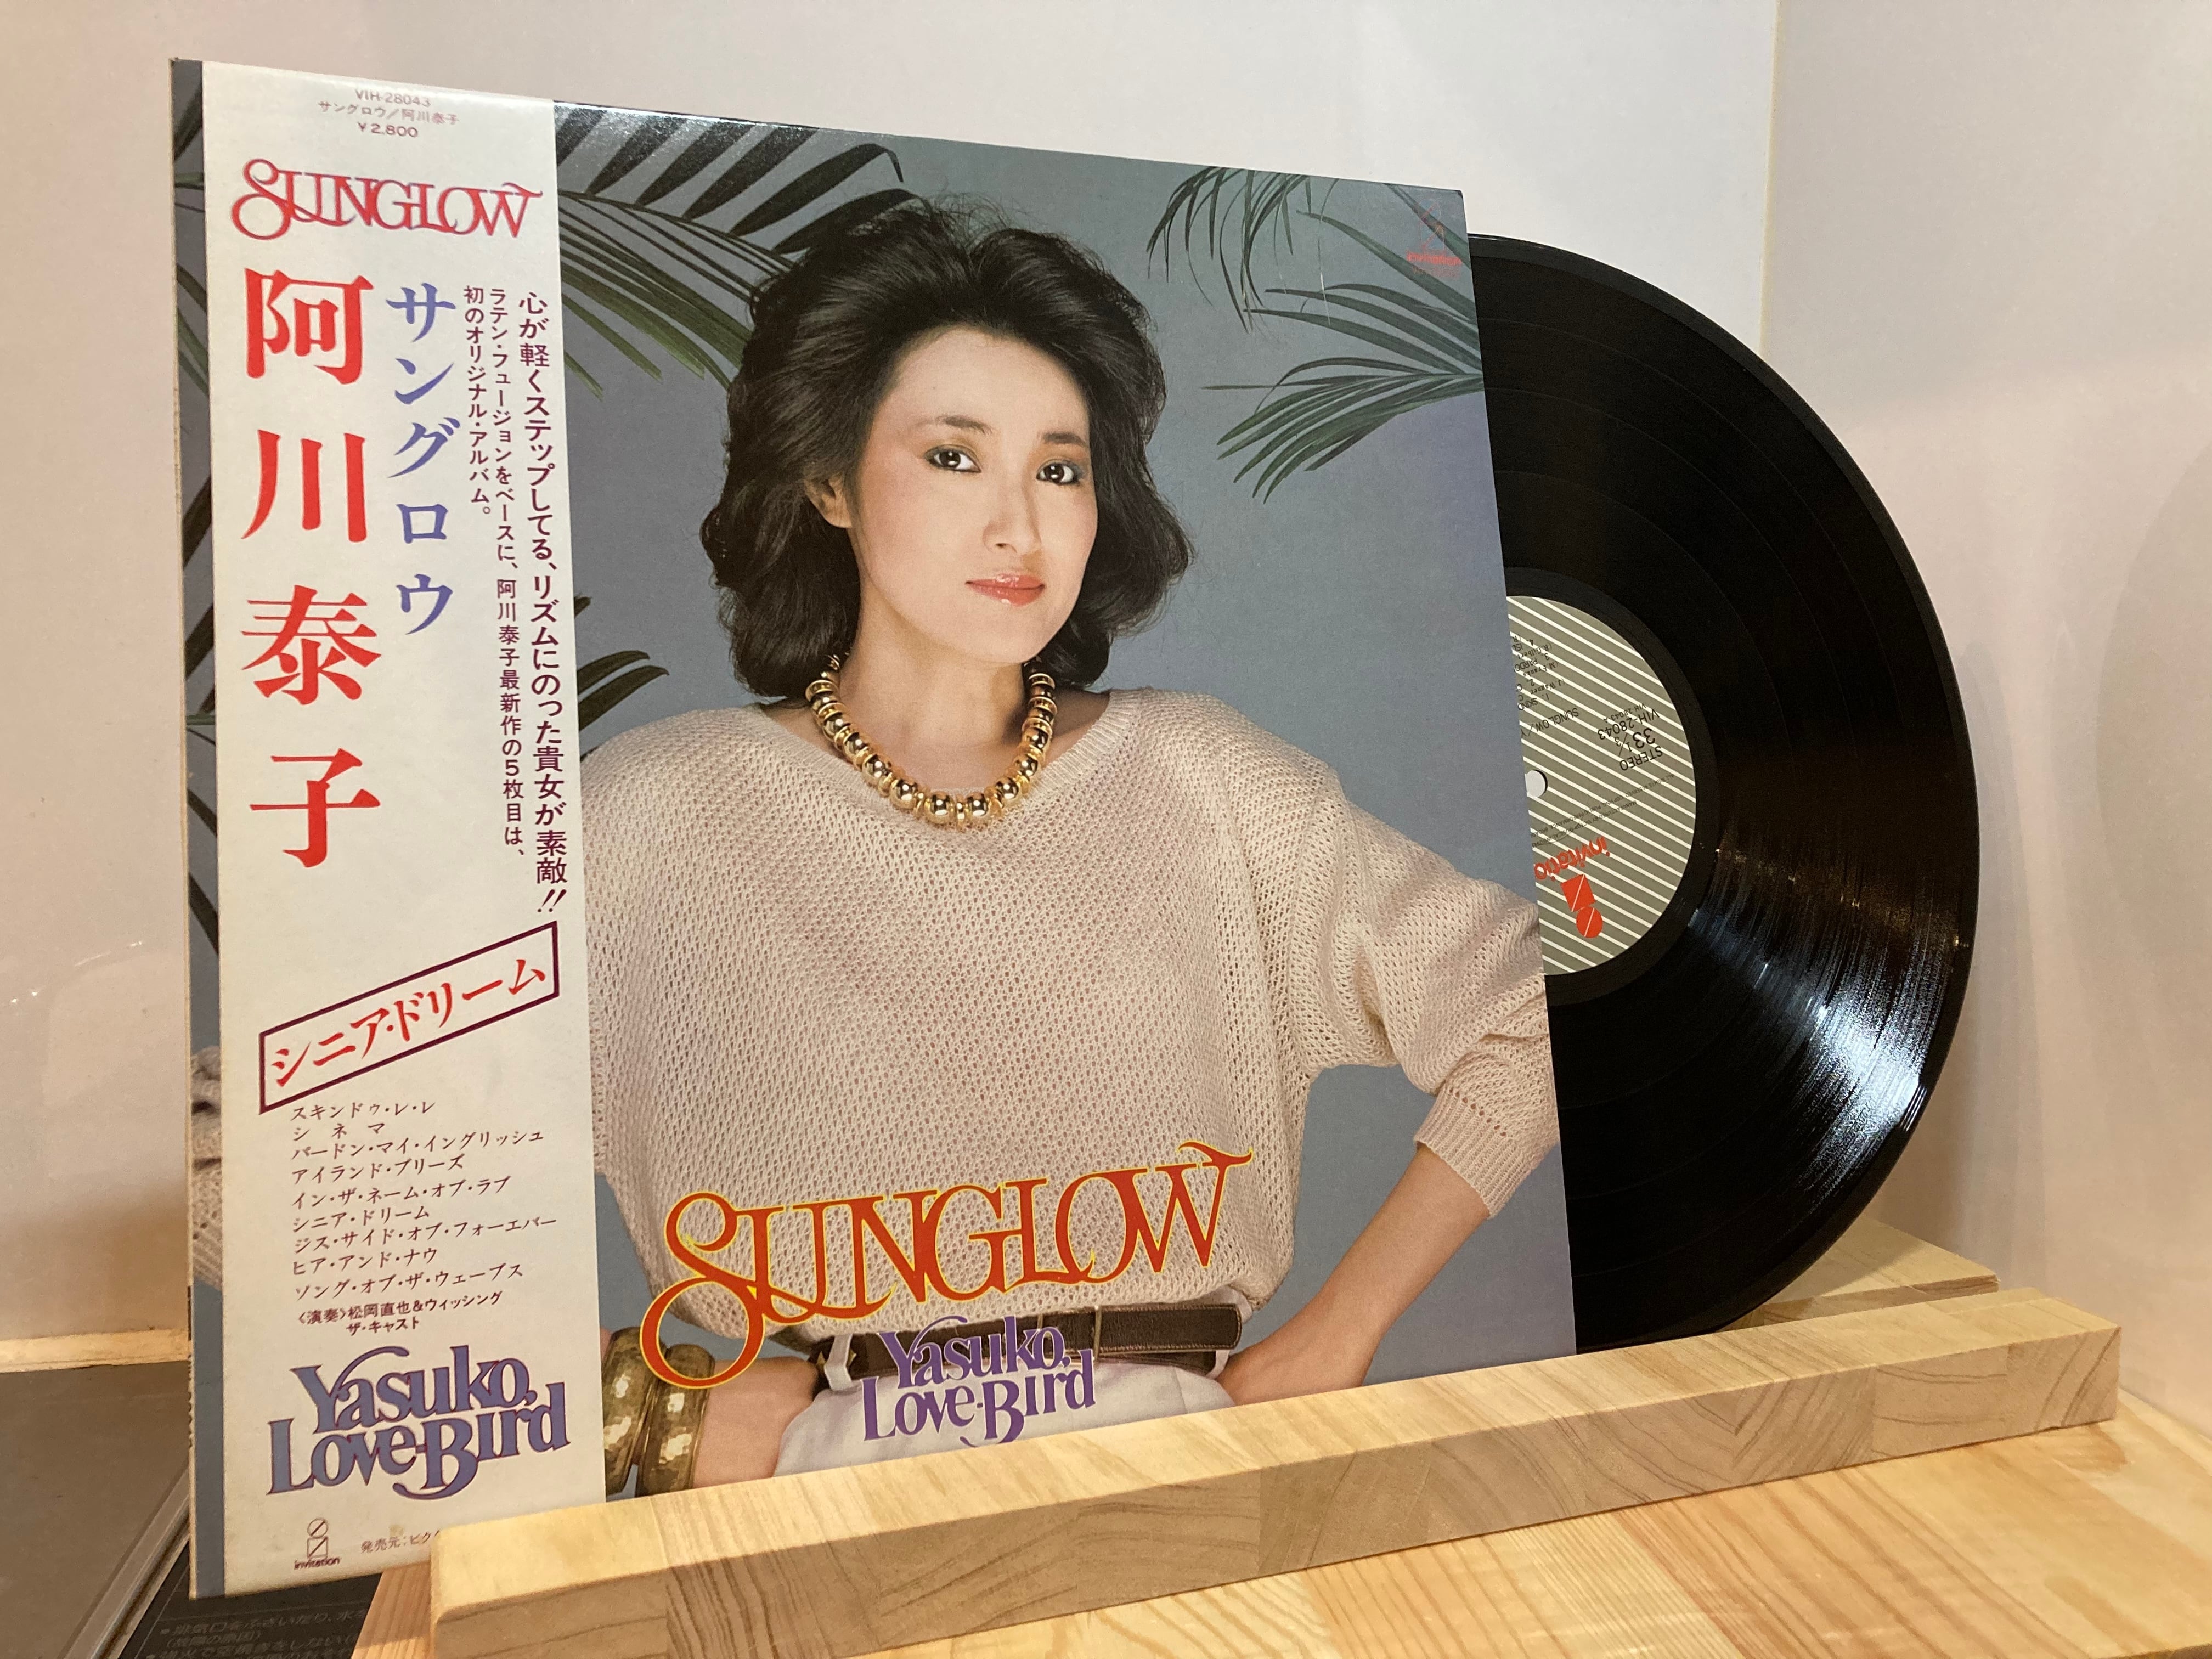 VIH-28043
サングロウ/阿川泰子
¥2,800
SUNGLOW
阿川泰子
サングロウ
心が軽くステップしてる、リズムにのった貴女が素敵!!
ラテン・フュージョンをベースに、阿川泰子最新作の5枚目は、
初のオリジナル・アルバム。
シニア・ドリーム
スキンドゥ・レ・レ
シネマ
パードン・マイ・イングリッシュ
アイランド・ブリーズ
イン・ザ・ネーム・オブ・ラブ
シニア・ドリーム
ジス・サイド・オブ・フォーエバー
ヒア・アンド・ナウ
ソング・オブ・ザ・ウェーブス
〈演奏〉松岡直也&ウィッシング
ザ・キャスト
Yasuko,
Love-Bird
invitation
発売元:ビク
invitation
SUNGLOW
Yasuko,
Love-Bird
STEREO
33 1/3
VIH-28043
SUNGLOW/Y
invitatio